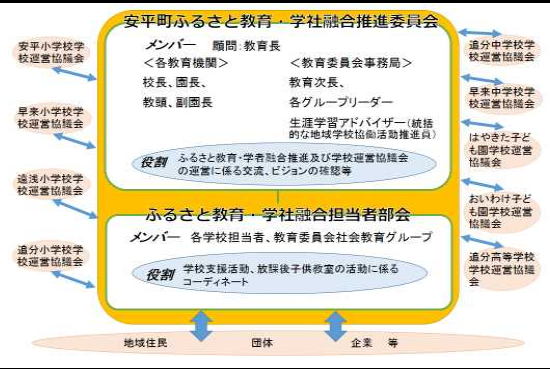 安平町ふるさと教育・学社融合推進委員会
メンバー 顧問：教育長
＜各教育機関＞
校長、園長、
教頭、副園長
＜教育委員会事務局＞
教育次長、
各グループリーダー
生涯学習アドバイザー（統括
的な地域学校協働活動推進員）
役割 ふるさと教育・学者融合推進及び学校運営協議会
の運営に係る交流、ビジョンの確認等
ふるさと教育・学社融合担当者部会
メンバー 各学校担当者、教育委員会社会教育グループ
役割 学校支援活動、放課後子供教室の活動に係る
コーディネート
安平小学校学
校運営協議会
早来小学校学
校運営協議会
遠浅小学校学
校運営協議会
追分小学校学
校運営協議会
追分中学校学
校運営協議会
早来中学校学
校運営協議会
はやきた子ど
も園学校運営
協議会
おいわけ子ど
も園学校運営
協議会
追分高等学校
学校運営協議
会
地域住民 団体 企業 等